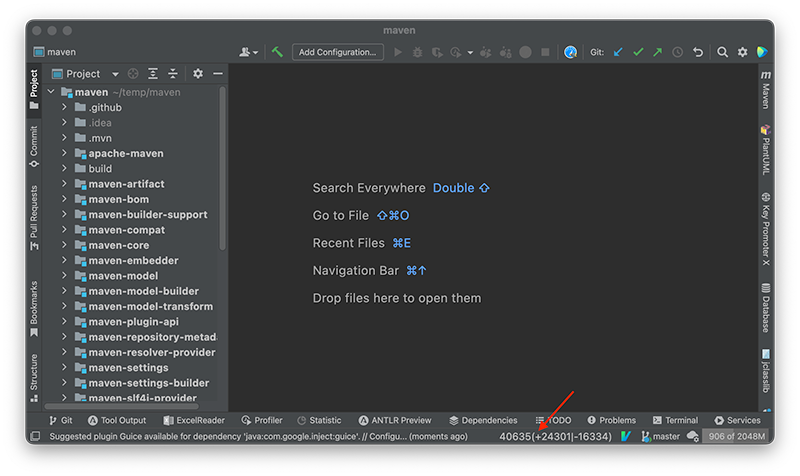 maven
maven
Add Configuration...
Git:
Project
Project
maven ~/temp/maven
.github
.idea
.mvn
apache-maven
build
maven-artifact
maven-bom
maven-builder-support
maven-compat
maven-core
maven-embedder
maven-model
maven-model-builder
maven-model-transform
maven-plugin-api
maven-repository-metada
maven-resolver-provider
maven-settings
maven-settings-builder
maven-slf4j-provider
Commit
Pull Requests
Bookmarks
Structure
Search Everywhere Double ⇧
Go to File ⇧⌘O
Recent Files ⌘E
Navigation Bar ⌘↑
Drop files here to open them
m
Maven
PlantUML
Key Promoter X
Database
jclasslib
Git
Tool Output
ExcelReader
Profiler
Statistic
ANTLR Preview
Dependencies
TODO
Problems
Terminal
Services
Suggested plugin Guice available for dependency 'java:com.google.inject:guice'. // Configu... (moments ago)
40635(+24301|-16334)
master
906 of 2048M